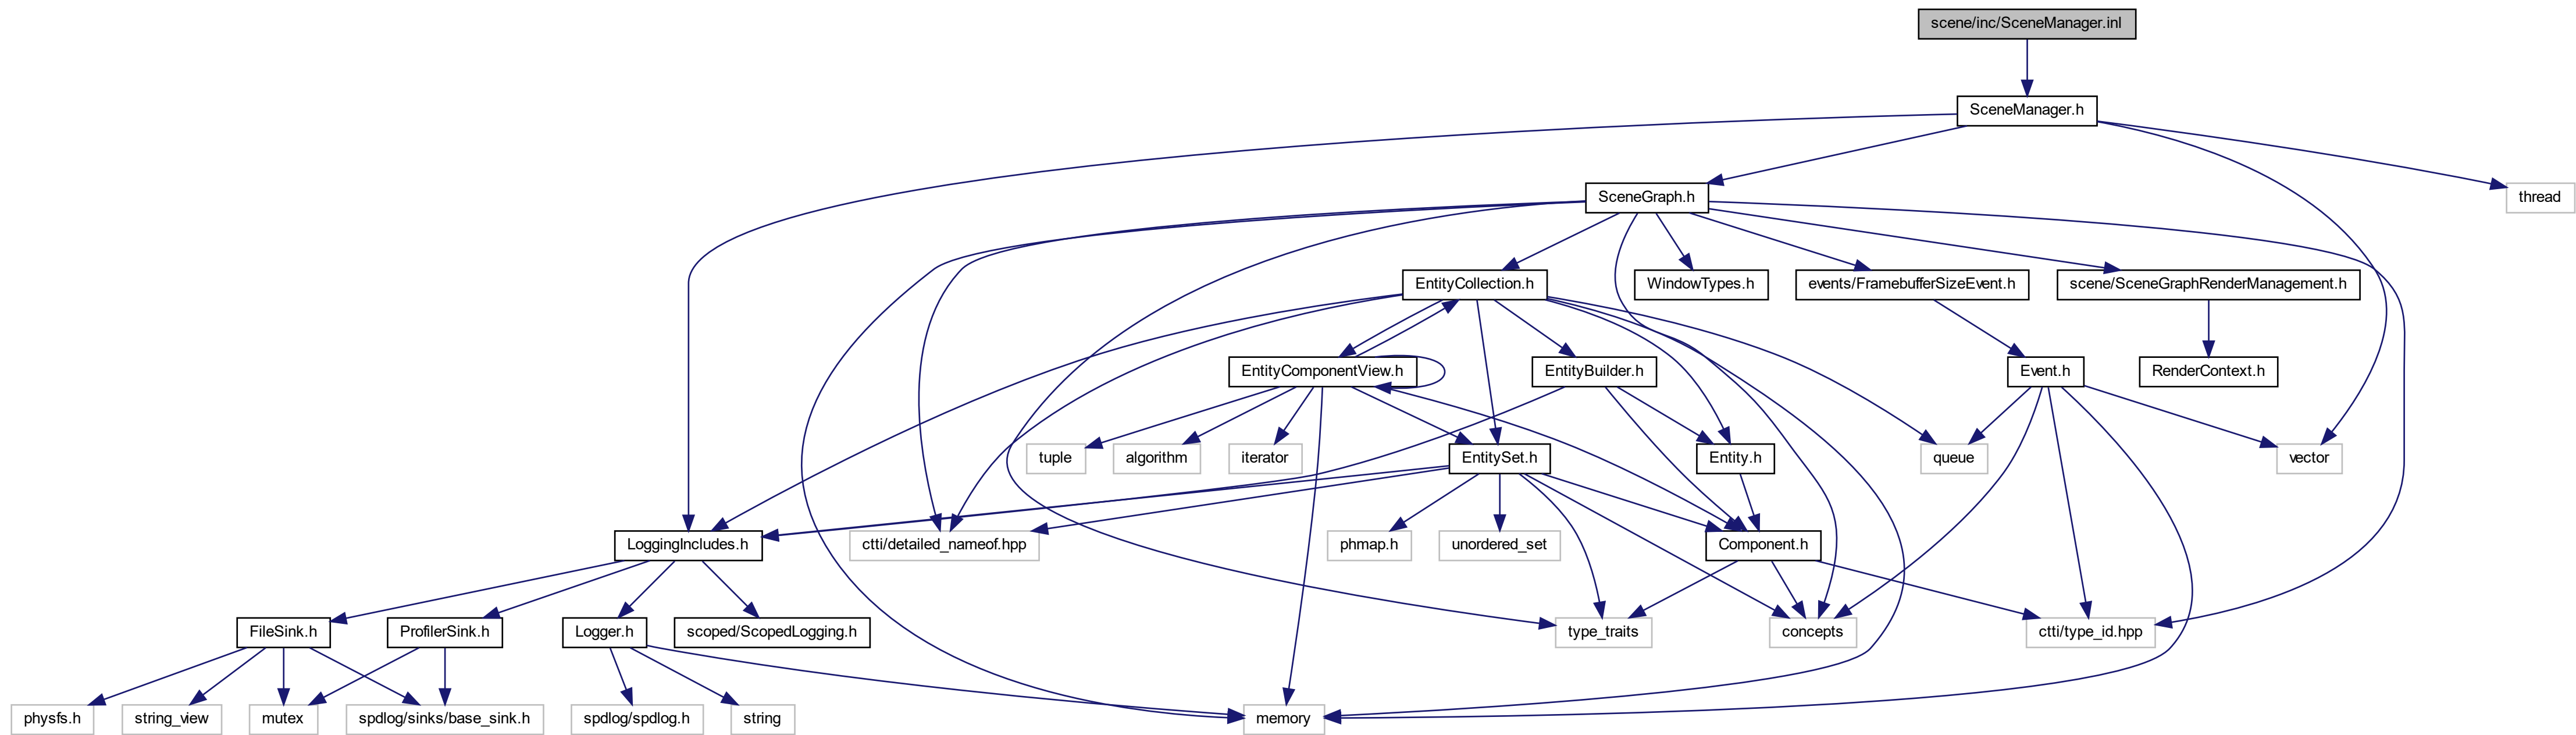 scene/inc/SceneManager.inl
SceneManager.h
SceneGraph.h
thread
EntityCollection.h
WindowTypes.h
events/FramebufferSizeEvent.h
scene/SceneGraphRenderManagement.h
EntityComponentView.h
EntityBuilder.h
Event.h
RenderContext.h
tuple
algorithm
iterator
EntitySet.h
Entity.h
queue
vector
LoggingIncludes.h
ctti/detailed_nameof.hpp
phmap.h
unordered_set
Component.h
FileSink.h
ProfilerSink.h
Logger.h
scoped/ScopedLogging.h
type_traits
concepts
ctti/type_id.hpp
physfs.h
string_view
mutex
spdlog/sinks/base_sink.h
spdlog/spdlog.h
string
memory